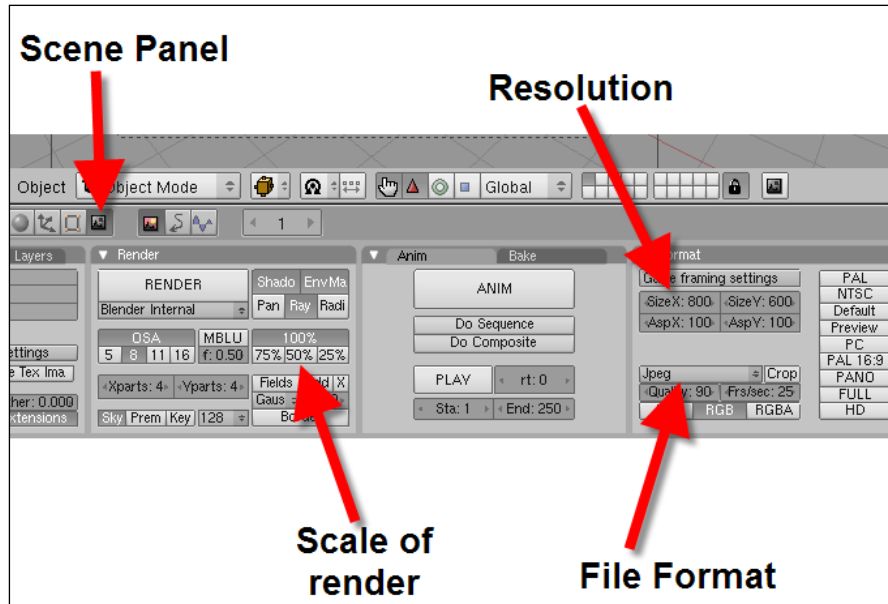 Scene Panel
Resolution
Object
Object Mode
Global
1
Layers
Render
Anim
Bake
RENDER
Shado EnvMa
ANIM
Game framing settings
PAL
Blender Internal
Pan Ray Radi
SizeX: 800 SizeY: 600
NTSC
Do Sequence
AspX: 100 AspY: 100
Default
OSA MBLU 100%
Do Composite
Preview
5 8 11 16 f: 0.50 75% 50% 25%
PC
ettings
PAL 16:9
e Tex Ima
PLAY rt: 0
Jpeg Crop
PANO
Xparts: 4 Yparts: 4 Fields X
Quality: 90 Frs/sec: 25
FULL
her: 0.000 Gaus
Sta: 1 End: 250
RGB RGBA
HD
xtensions Sky Prem Key 128
Scale of
render
File Format